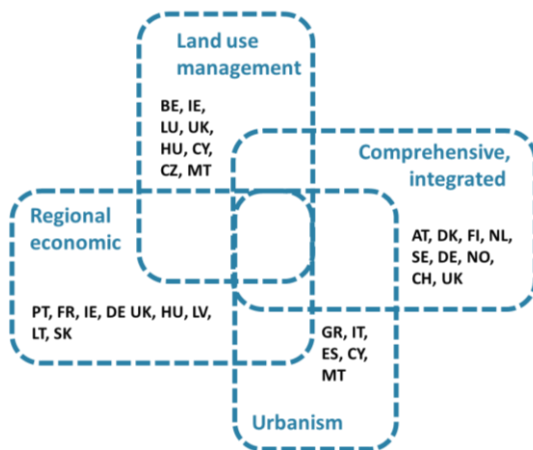 Land use
management
BE, IE,
LU, UK,
HU, CY,
CZ, MT
Comprehensive,
integrated
AT, DK, FI, NL,
SE, DE, NO,
CH, UK
Regional
economic
PT, FR, IE, DE UK, HU, LV,
LT, SK
GR, IT,
ES, CY,
MT
Urbanism